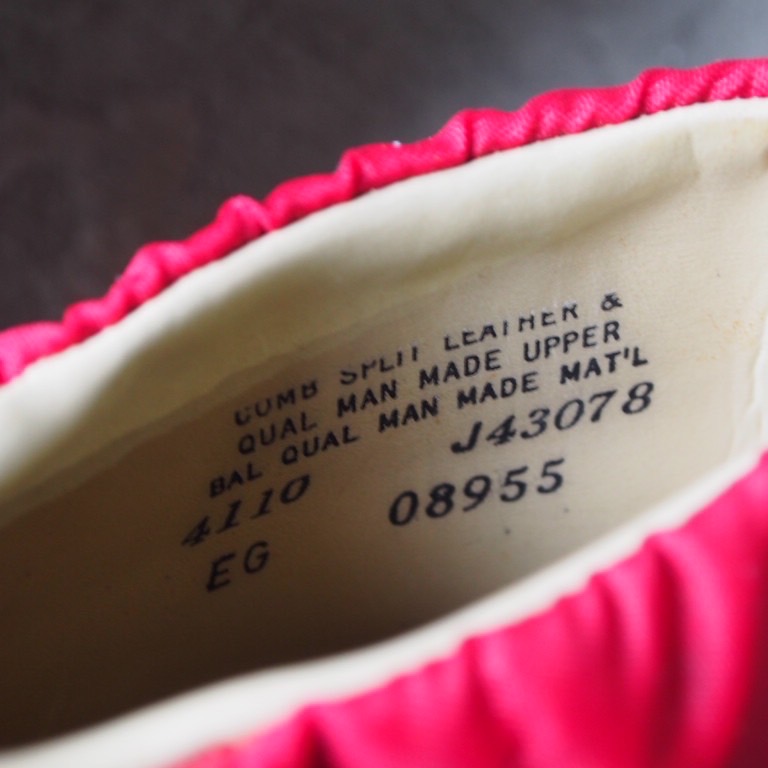 COMB SPLIT LEATHER &
QUAL MAN MADE UPPER
BAL QUAL MAN MADE MAT'L
4110 J43078
EG 08955